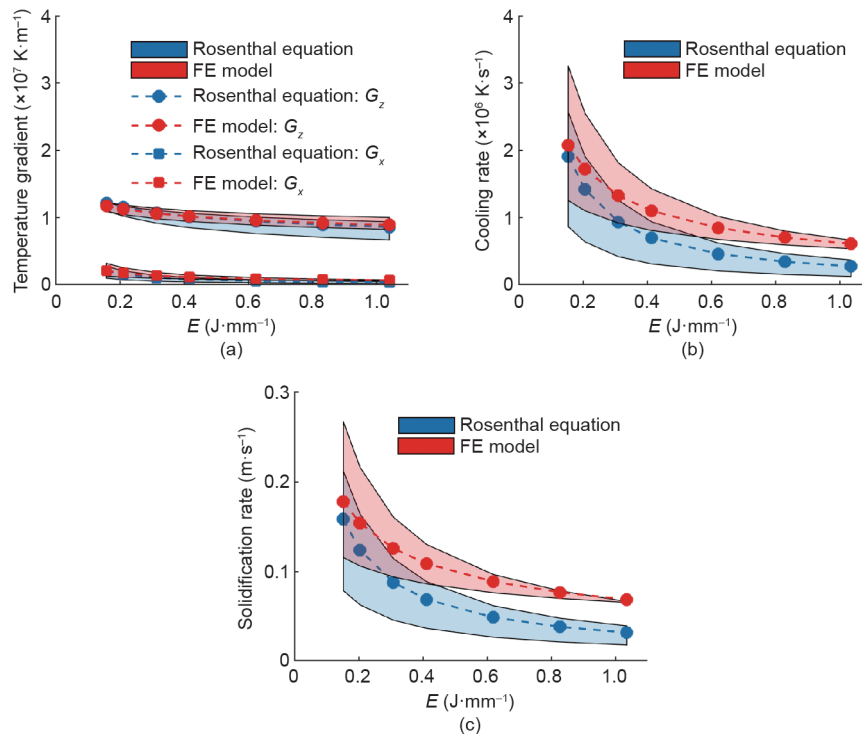 4
3
2
1
0
0
0.2
0.4
0.6
0.8
1.0
Temperature gradient (×10⁷ K·m⁻¹)
Rosenthal equation
FE model
Rosenthal equation: G_z
FE model: G_z
Rosenthal equation: G_x
FE model: G_x
E (J·mm⁻¹)
(a)
4
3
2
1
0
0
0.2
0.4
0.6
0.8
1.0
Cooling rate (×10⁶ K·s⁻¹)
Rosenthal equation
FE model
E (J·mm⁻¹)
(b)
0.3
0.2
0.1
0
0
0.2
0.4
0.6
0.8
1.0
Solidification rate (m·s⁻¹)
Rosenthal equation
FE model
E (J·mm⁻¹)
(c)